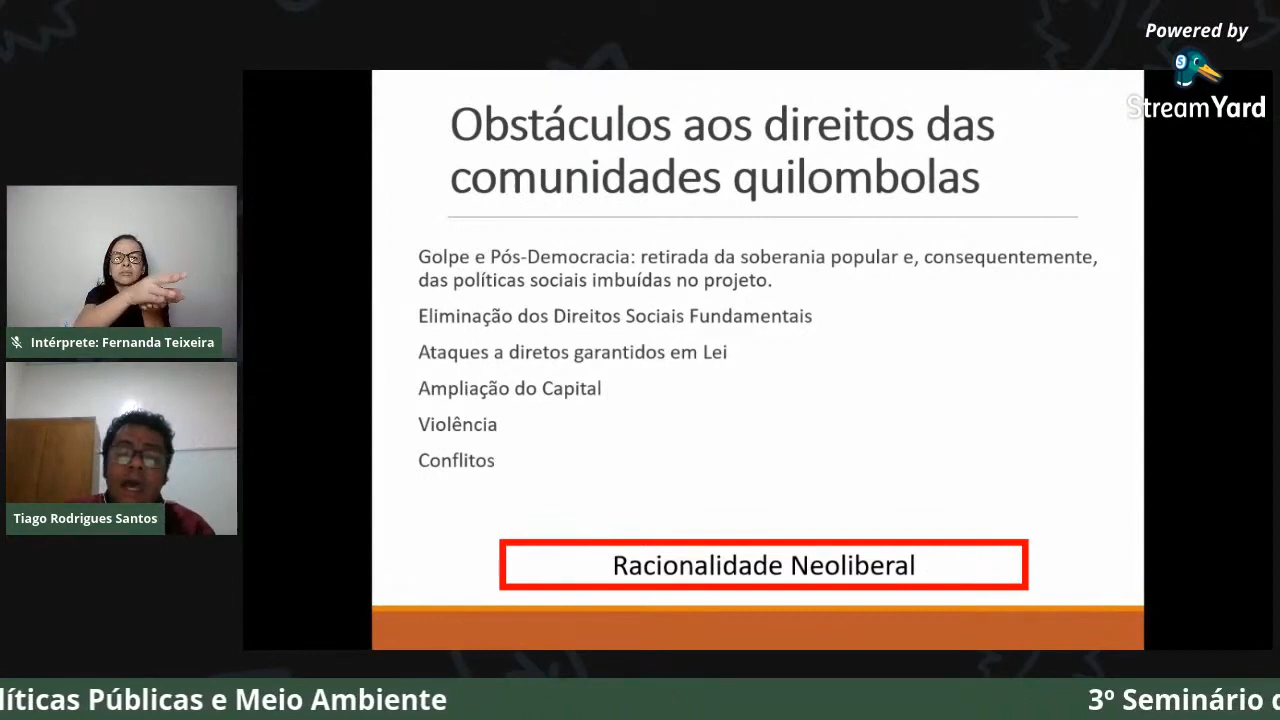 Powered by
StreamYard
Obstáculos aos direitos das
comunidades quilombolas
Golpe e Pós-Democracia: retirada da soberania popular e, consequentemente,
das políticas sociais imbuídas no projeto.
Eliminação dos Direitos Sociais Fundamentais
Ataques a diretos garantidos em Lei
Ampliação do Capital
Violência
Conflitos
Racionalidade Neoliberal
Intérprete: Fernanda Teixeira
Tiago Rodrigues Santos
líticas Públicas e Meio Ambiente
3º Seminário